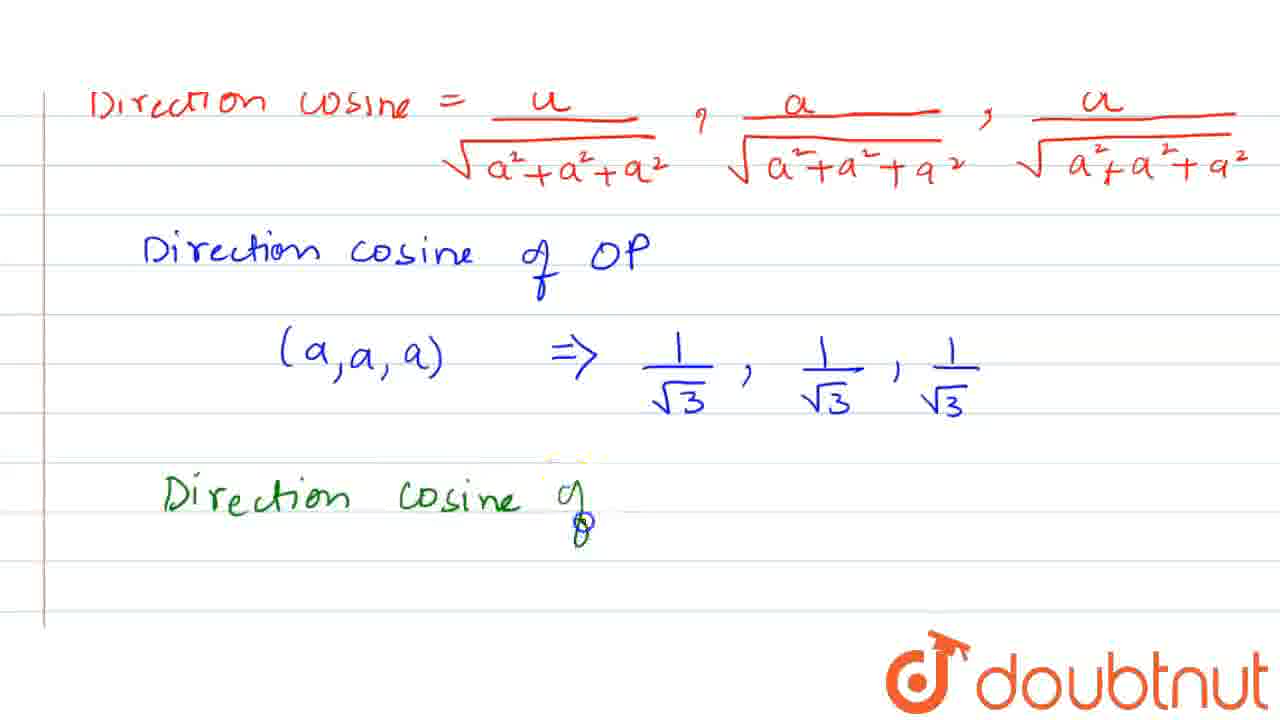 Direction cosine = a/√(a²+a²+a²) , a/√(a²+a²+a²) , a/√(a²+a²+a²)
Direction cosine of OP
(a, a, a) => 1/√3 , 1/√3 , 1/√3
Direction cosine of
doubtnut